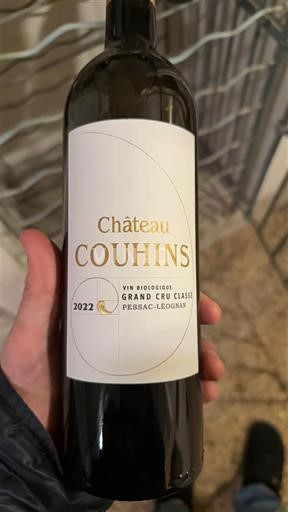 Château
COUHINS
VIN BIOLOGIQUE
2022 GRAND CRU CLASSÉ
PESSAC-LÉOGNAN